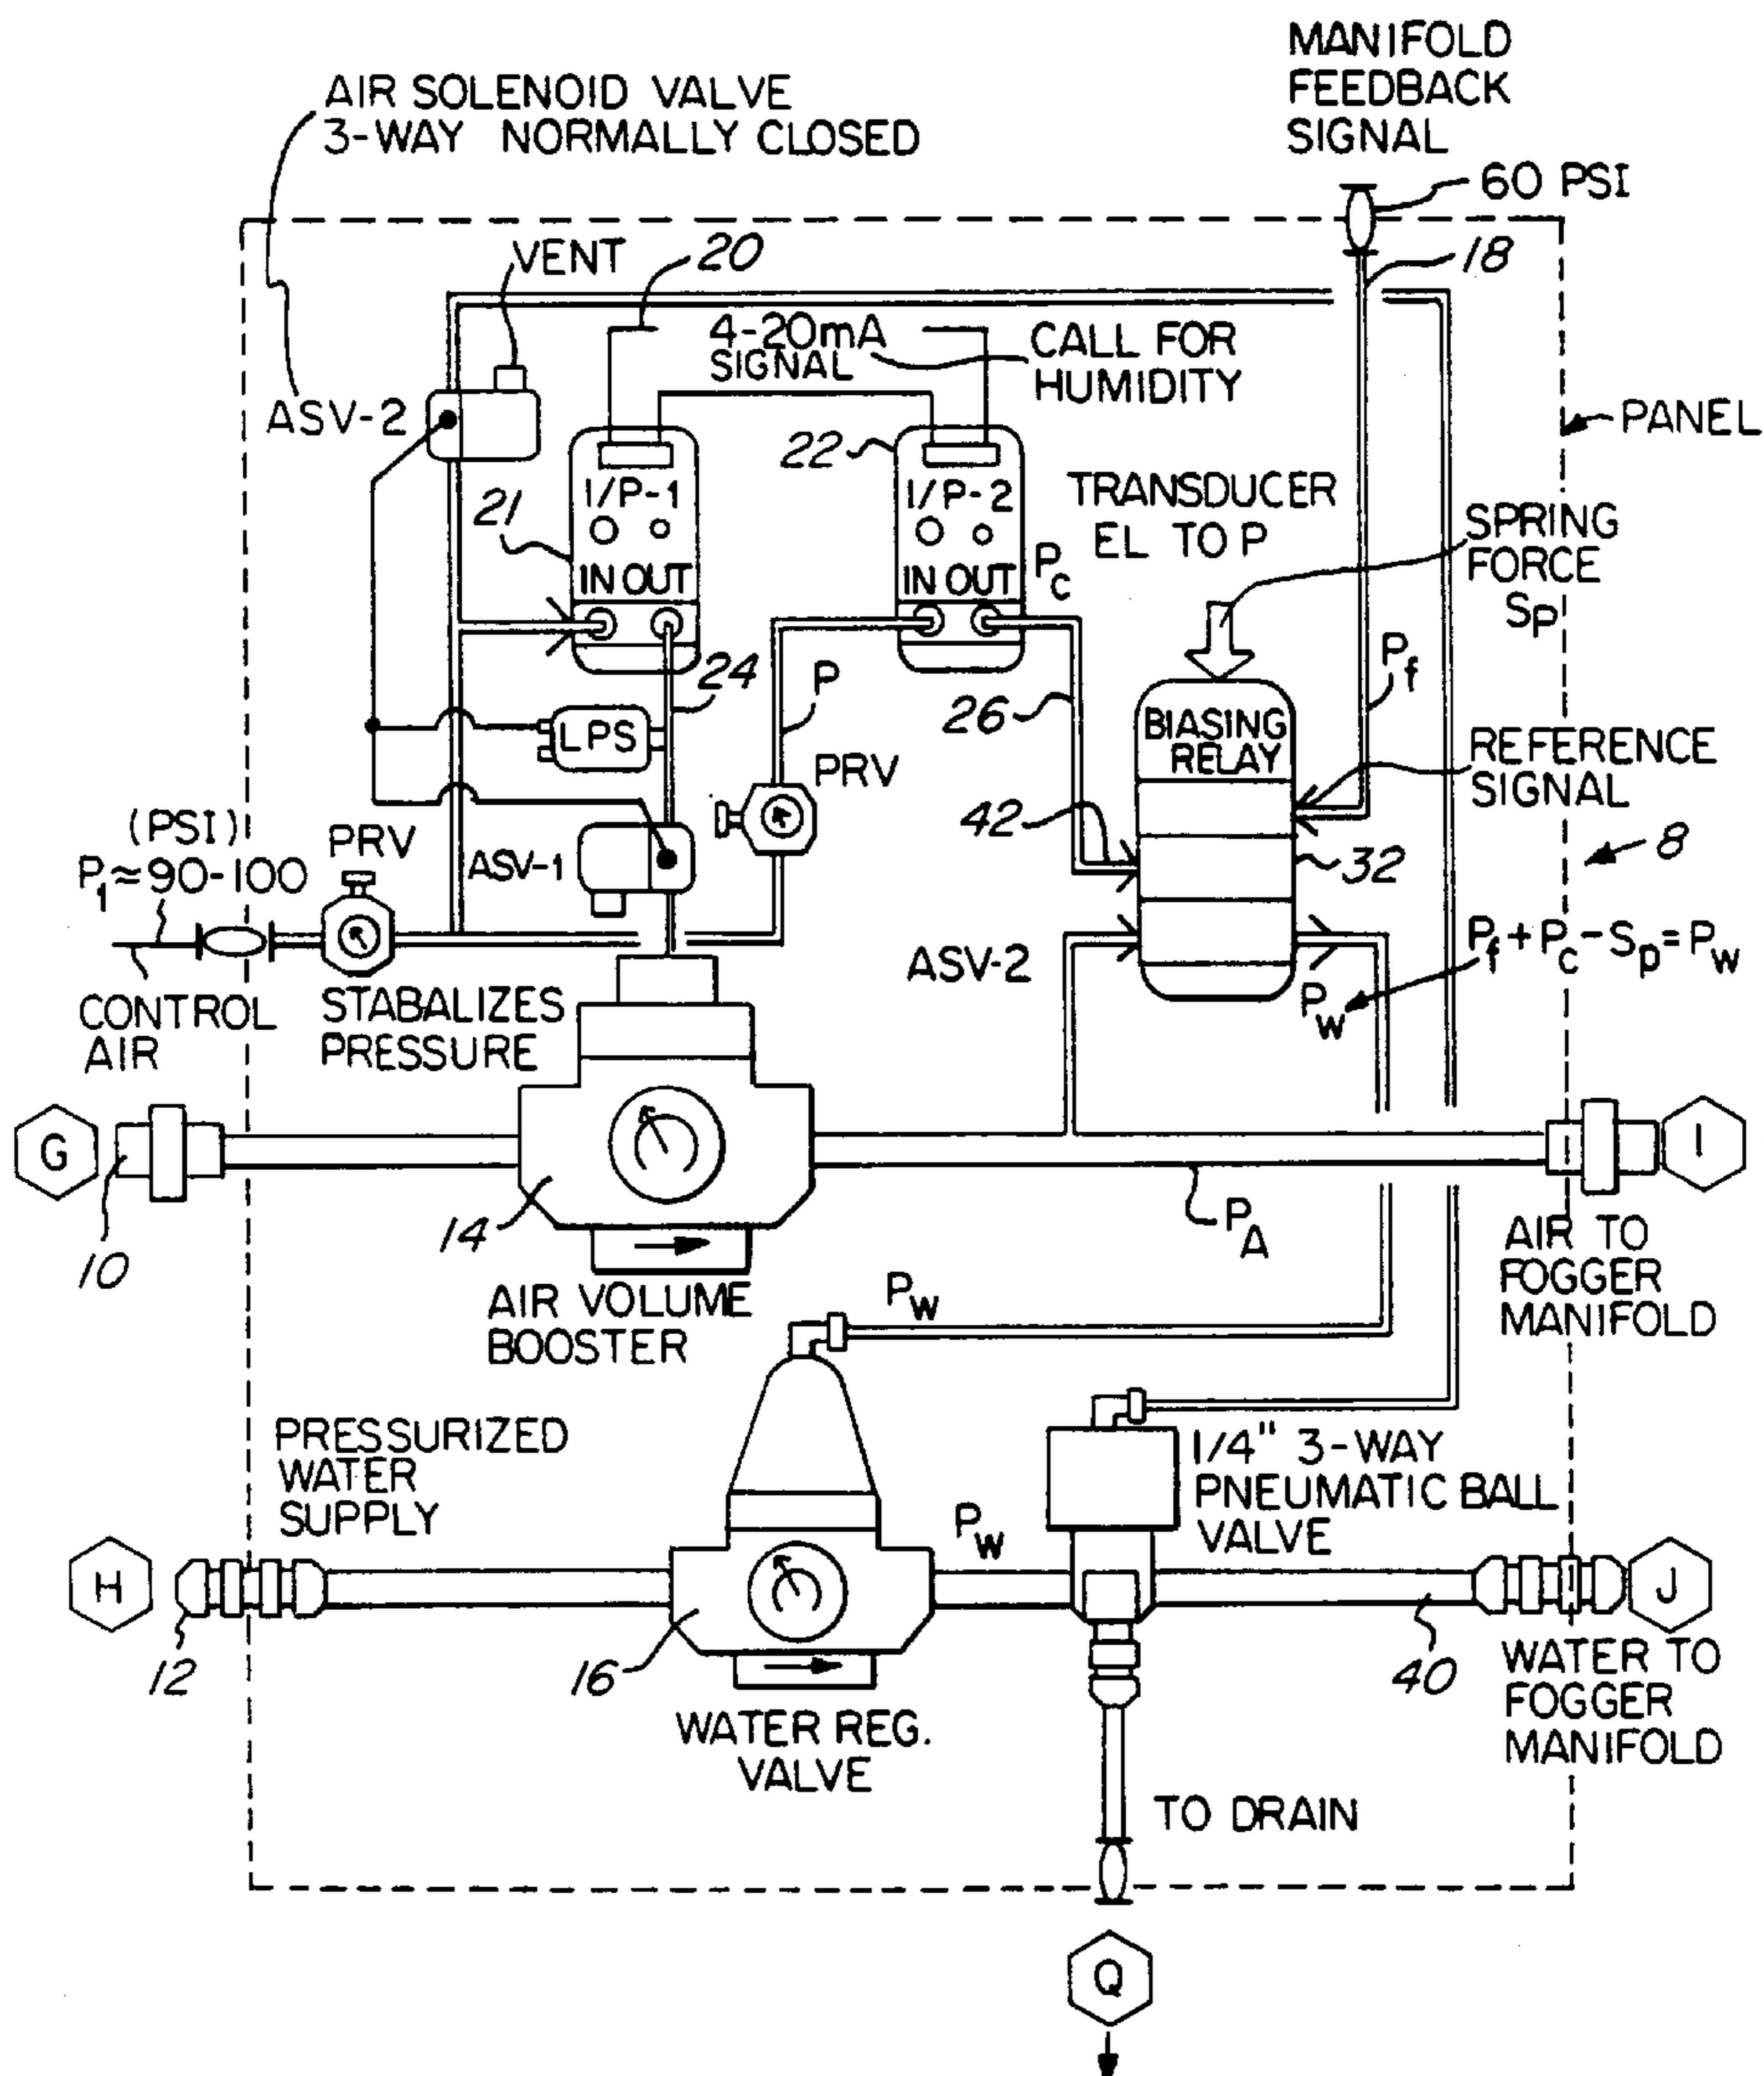 MANIFOLD
FEEDBACK
SIGNAL
AIR SOLENOID VALVE
3-WAY NORMALLY CLOSED
60 PSI
18
VENT
20
4-20mA
SIGNAL
CALL FOR
HUMIDITY
ASV-2
PANEL
22
I/P-1
I/P-2
21
IN OUT
IN OUT
TRANSDUCER
EL TO P
Pc
SPRING
FORCE
Sp
Pf
24
P
26
LPS
BIASING
RELAY
REFERENCE
SIGNAL
PRV
42
(PSI)
P1≈90-100
PRV
ASV-1
32
8
ASV-2
Pf+Pc-Sp=Pw
Pw
CONTROL
AIR
STABALIZES
PRESSURE
G
I
10
14
PA
AIR TO
FOGGER
MANIFOLD
AIR VOLUME
BOOSTER
Pw
PRESSURIZED
WATER
SUPPLY
1/4" 3-WAY
PNEUMATIC BALL
VALVE
Pw
H
J
12
16
40
WATER TO
FOGGER
MANIFOLD
WATER REG.
VALVE
TO DRAIN
Q